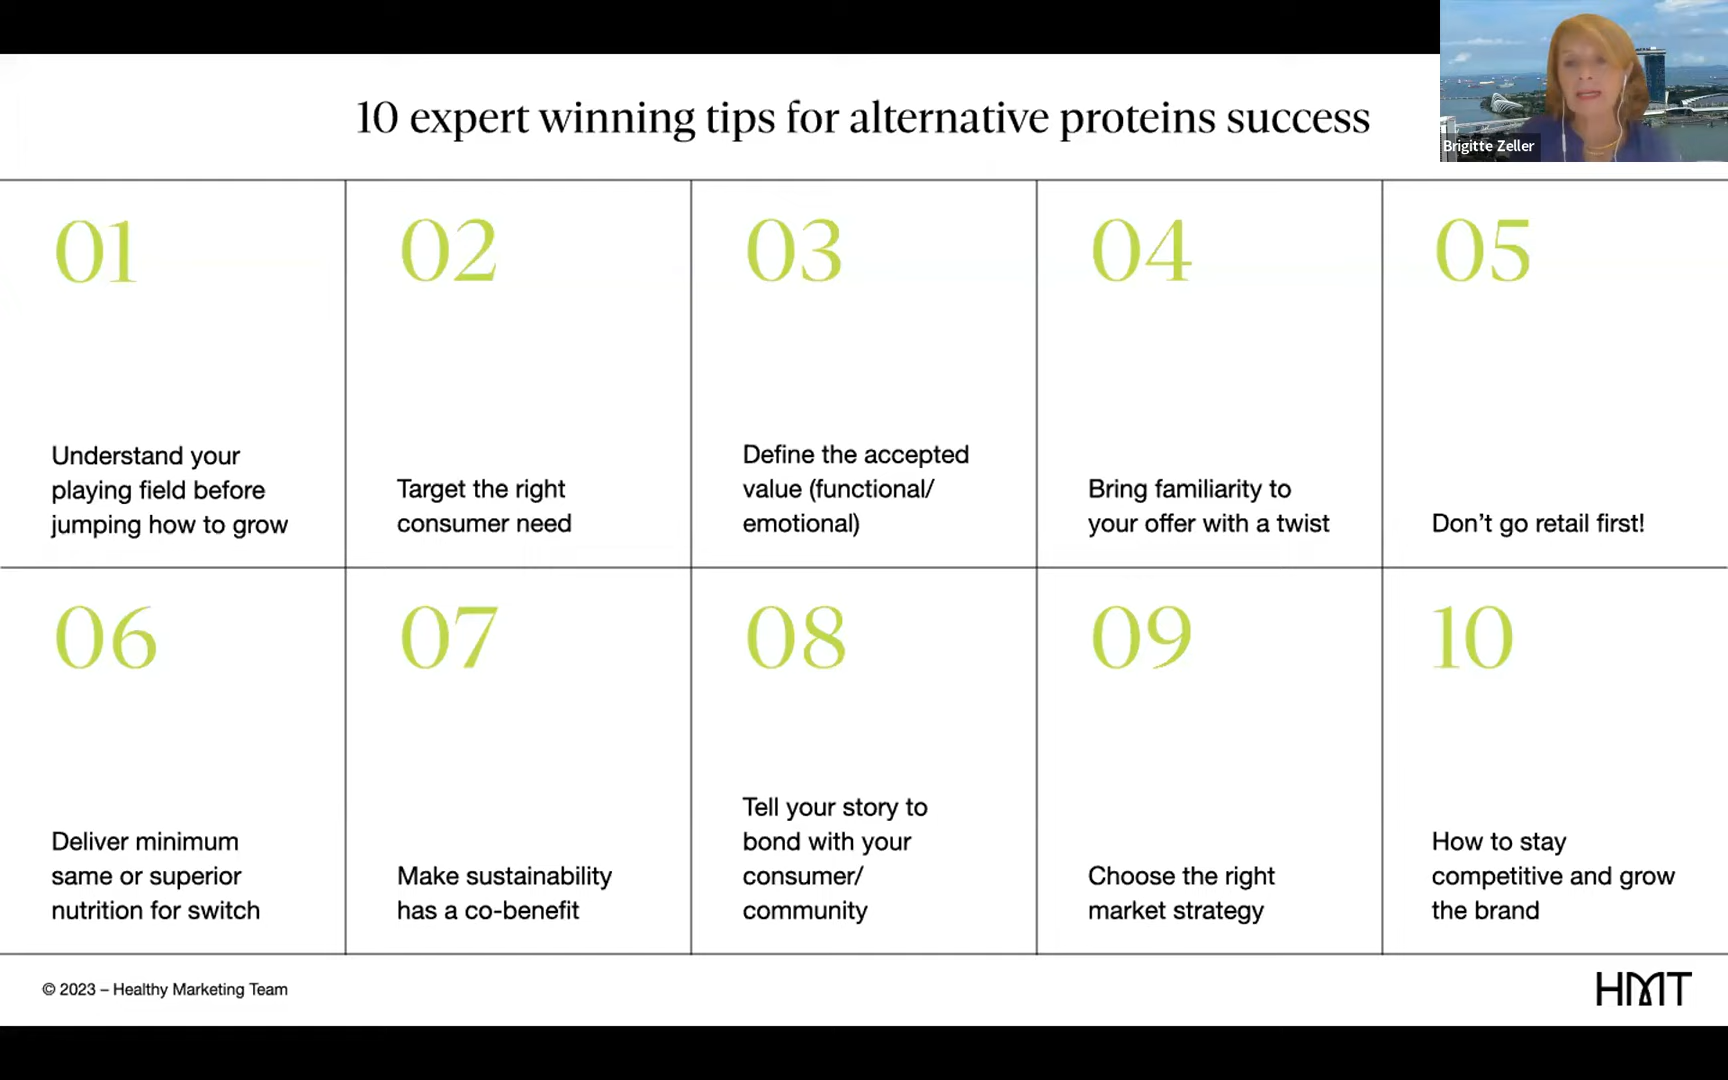 10 expert winning tips for alternative proteins success
Brigitte Zeller
01
Understand your
playing field before
jumping how to grow
02
Target the right
consumer need
03
Define the accepted
value (functional/
emotional)
04
Bring familiarity to
your offer with a twist
05
Don’t go retail first!
06
Deliver minimum
same or superior
nutrition for switch
07
Make sustainability
has a co-benefit
08
Tell your story to
bond with your
consumer/
community
09
Choose the right
market strategy
10
How to stay
competitive and grow
the brand
© 2023 – Healthy Marketing Team
HMT